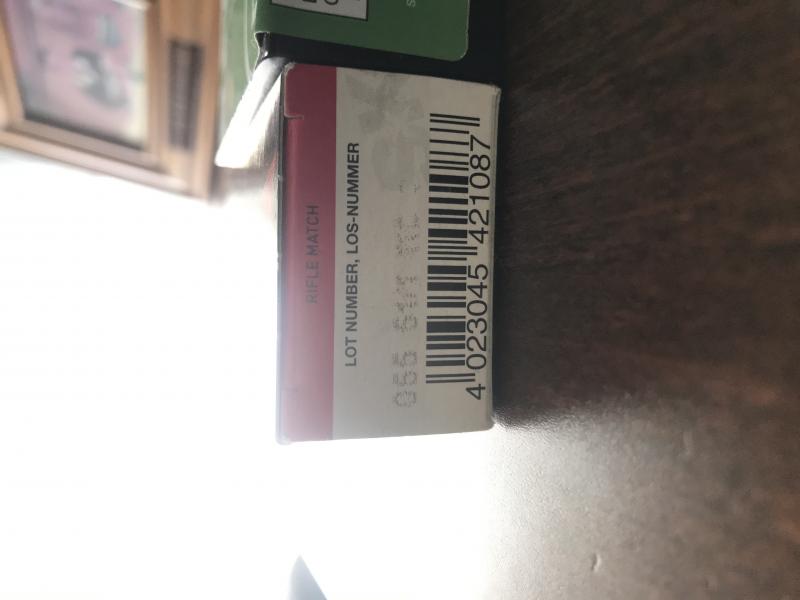 RIFLE MATCH
LOT NUMBER, LOS-NUMMER
4 023045 421087